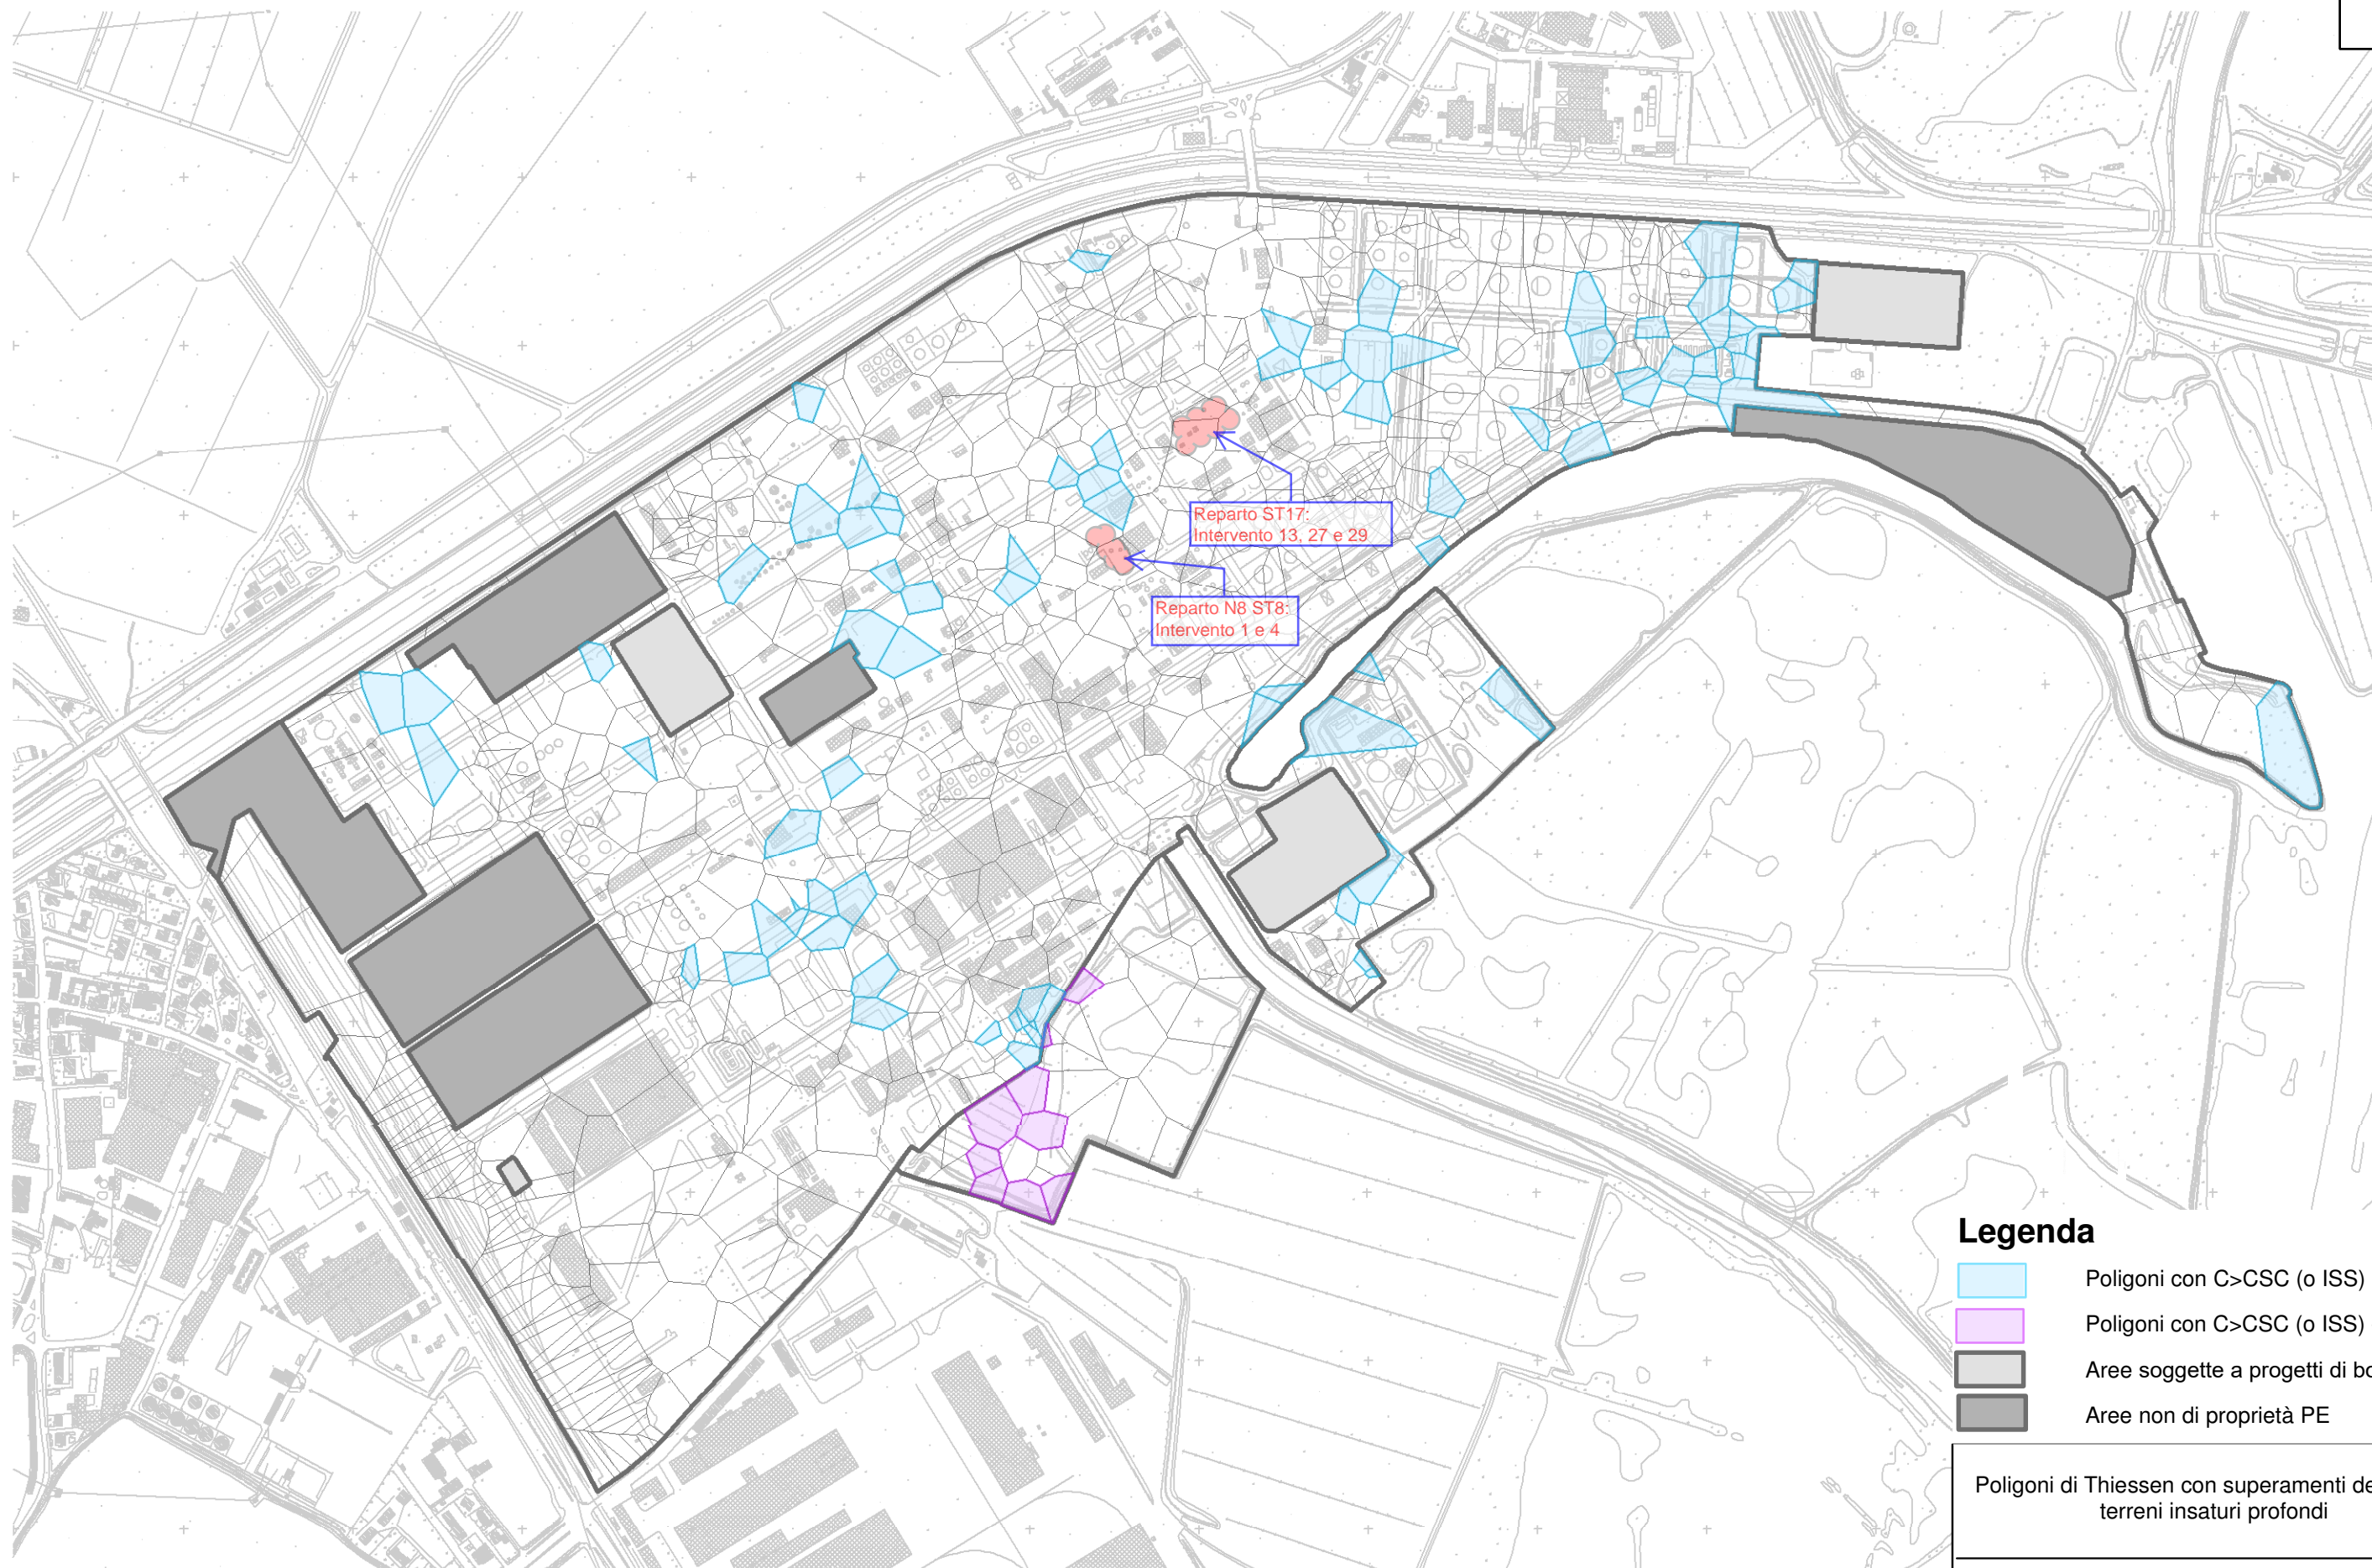 Reparto ST17:
Intervento 13, 27 e 29
Reparto N8 ST8:
Intervento 1 e 4
Legenda
Poligoni con C>CSC (o ISS)
Poligoni con C>CSC (o ISS)
Aree soggette a progetti di bo
Aree non di proprietà PE
Poligoni di Thiessen con superamenti de
terreni insaturi profondi